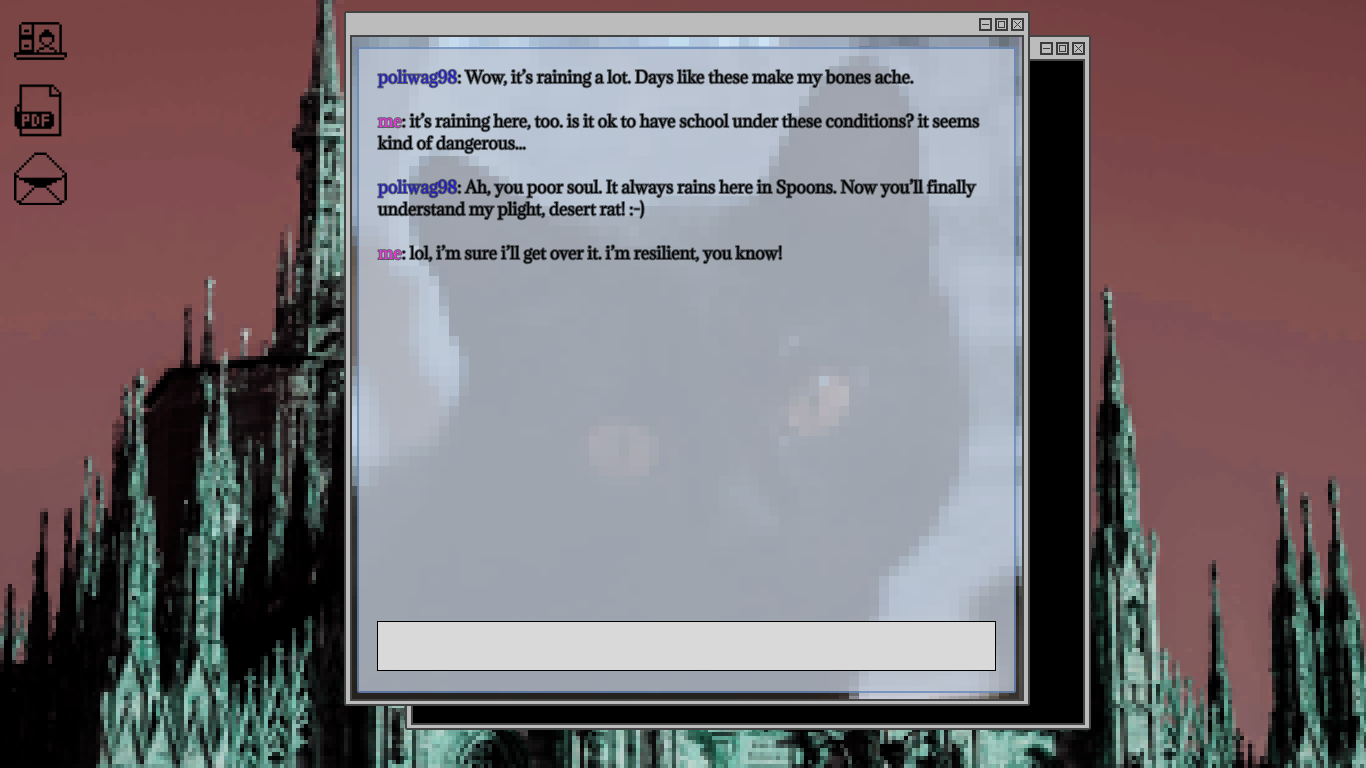 PDF
poliwag98: Wow, it’s raining a lot. Days like these make my bones ache.
me: it’s raining here, too. is it ok to have school under these conditions? it seems
kind of dangerous...
poliwag98: Ah, you poor soul. It always rains here in Spoons. Now you’ll finally
understand my plight, desert rat! :-)
me: lol, i’m sure i’ll get over it. i’m resilient, you know!